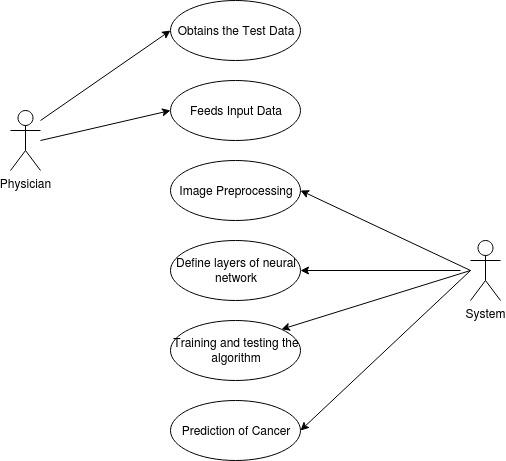 Obtains the Test Data
Feeds Input Data
Physician
Image Preprocessing
Define layers of neural
network
System
Training and testing the
algorithm
Prediction of Cancer